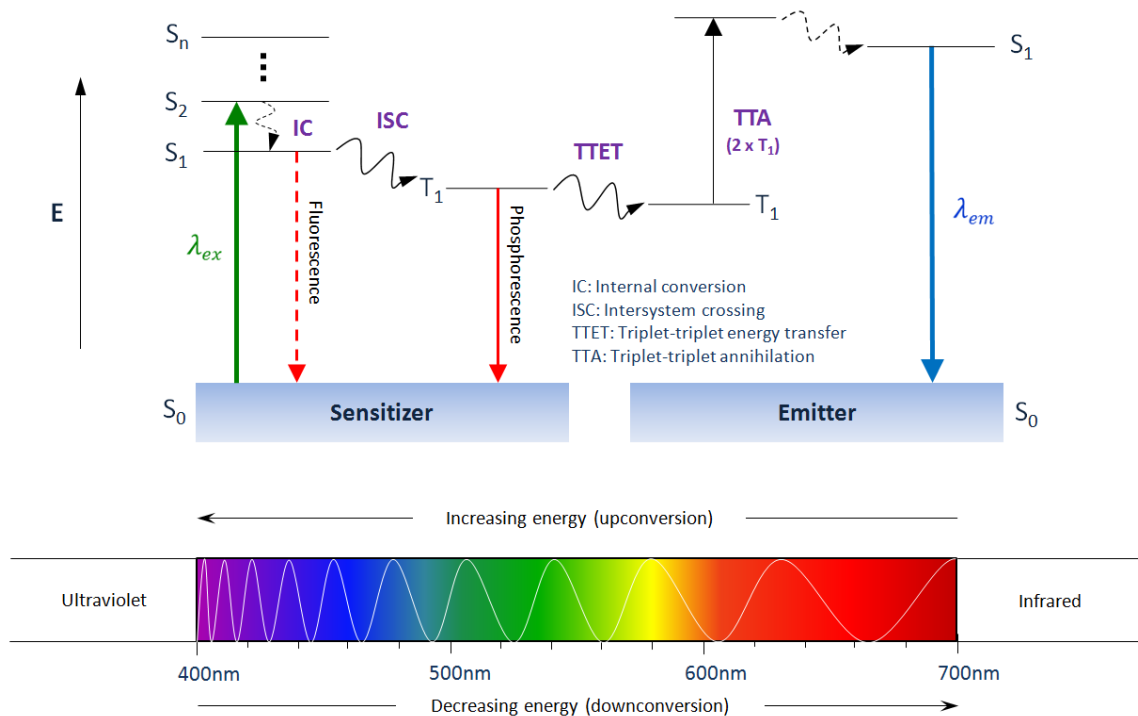 Sn
S2
S1
IC
ISC
T1
TTET
TTA
(2 x T1)
T1
S1
E
λex
Fluorescence
Phosphorescence
λem
IC: Internal conversion
ISC: Intersystem crossing
TTET: Triplet-triplet energy transfer
TTA: Triplet-triplet annihilation
S0
Sensitizer
Emitter
S0
Increasing energy (upconversion)
Ultraviolet
Infrared
400nm
500nm
600nm
700nm
Decreasing energy (downconversion)